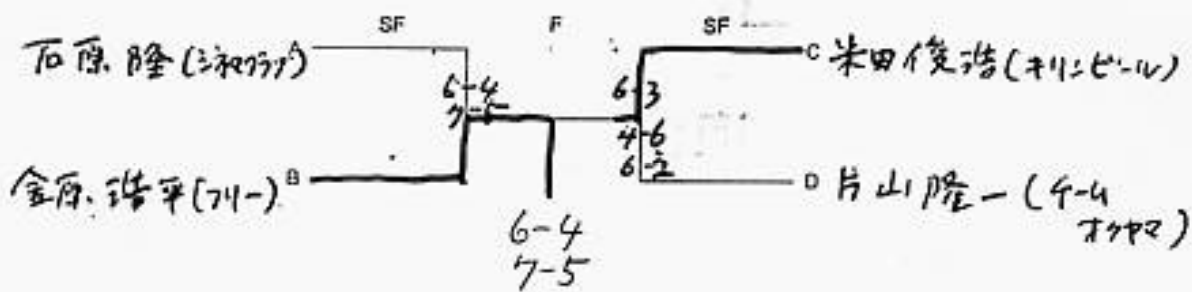 SF F SF
石原 隆(シネマクラブ) A
C 米田俊浩(キリンビール)
6-4
7-5
6-3
4-6
6-2
金原 浩平(フリー) B
D 片山隆一(チーム
オクヤマ)
6-4
7-5